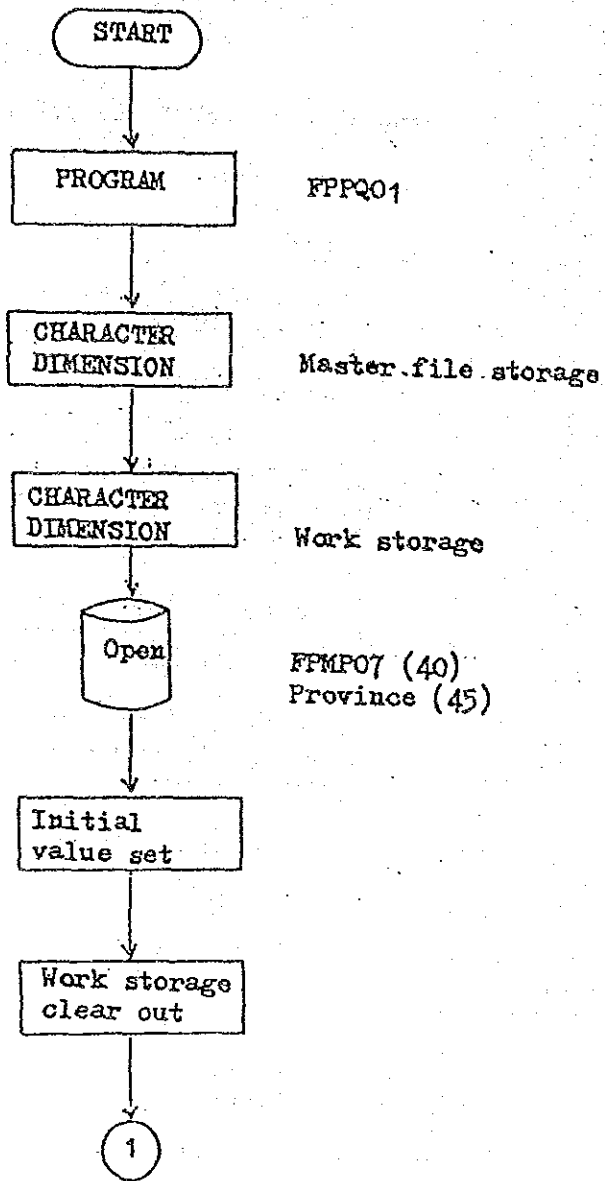 START
PROGRAM
FPPQ01
CHARACTER
DIMENSION
Master file storage
CHARACTER
DIMENSION
Work storage
Open
FPMP07 (40)
Province (45)
Initial
value set
Work storage
clear out
1